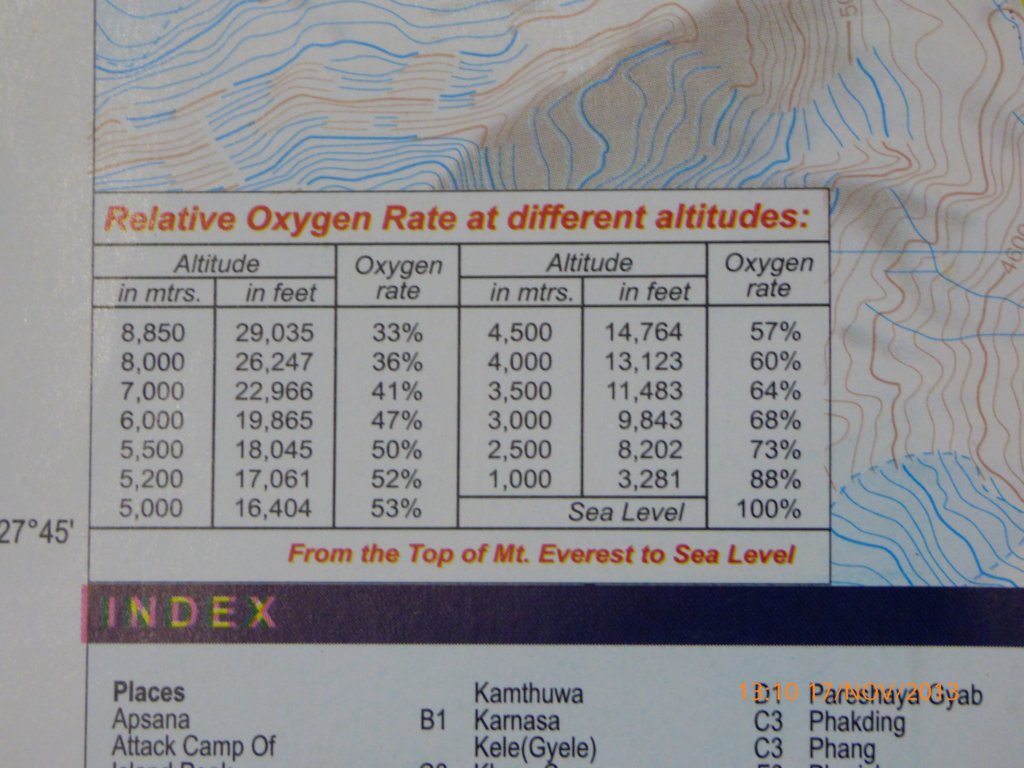 50
4600
Relative Oxygen Rate at different altitudes:
Altitude Oxygen rate Altitude Oxygen rate
in mtrs. in feet in mtrs. in feet
8,850 29,035 33% 4,500 14,764 57%
8,000 26,247 36% 4,000 13,123 60%
7,000 22,966 41% 3,500 11,483 64%
6,000 19,865 47% 3,000 9,843 68%
5,500 18,045 50% 2,500 8,202 73%
5,200 17,061 52% 1,000 3,281 88%
5,000 16,404 53% Sea Level 100%
27°45'
From the Top of Mt. Everest to Sea Level
INDEX
Places Kamthuwa D1 Gyab
Apsana B1 Karnasa C3 Phakding
Attack Camp Of Kele(Gyele) C3 Phang